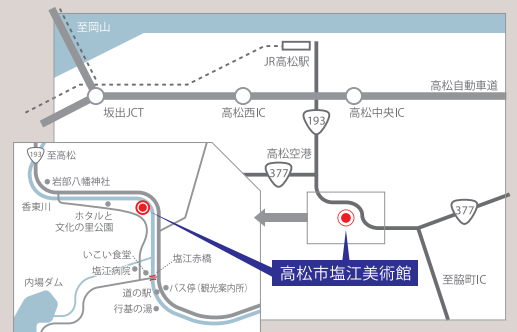 至岡山
JR高松駅
高松自動車道
坂出JCT
高松西IC
高松中央IC
193
高松空港
377
377
193
至高松
岩部八幡神社
香東川
ホタルと
文化の里公園
いこい食堂
塩江赤橋
塩江病院
内場ダム
道の駅
バス停（観光案内所）
行基の湯
高松市塩江美術館
至脇町IC